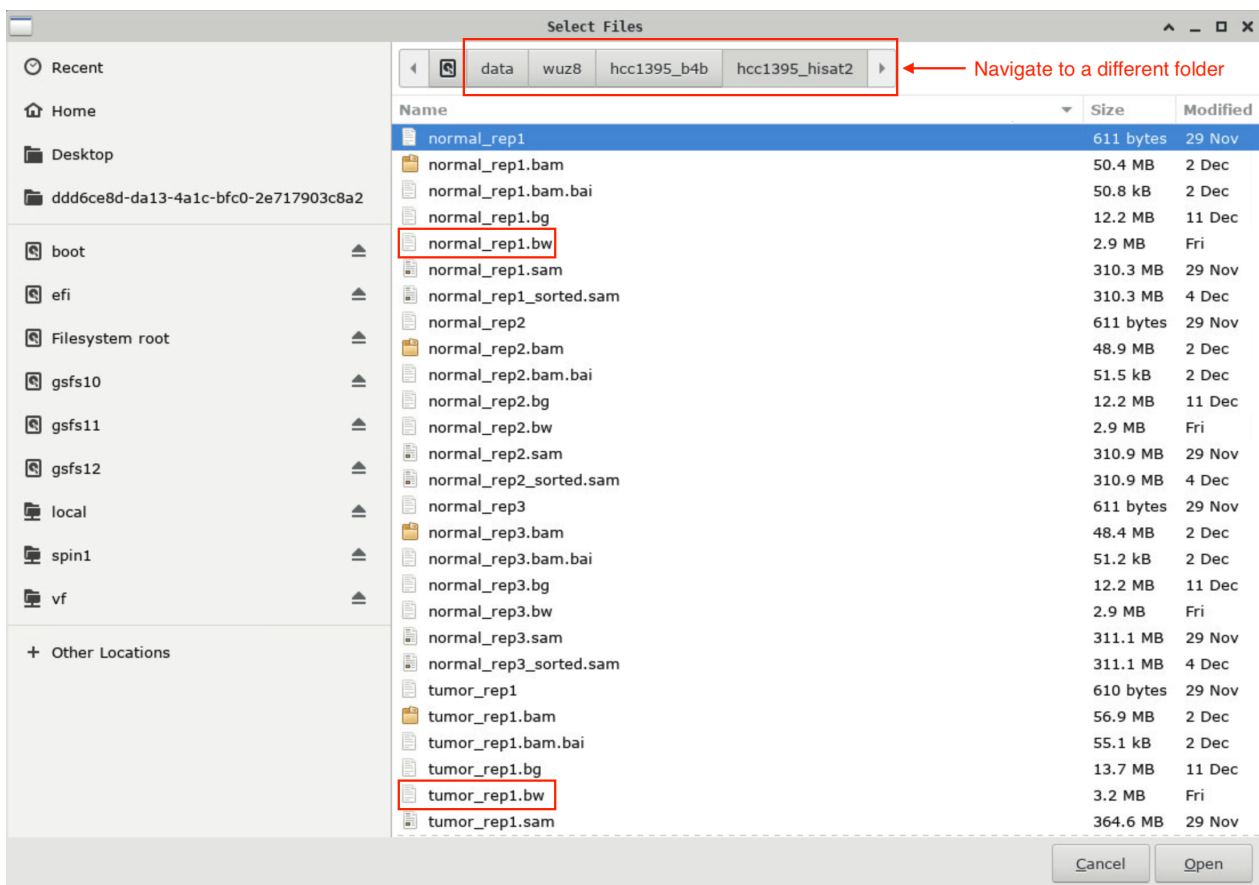 Select Files
Recent
Home
Desktop
ddd6ce8d-da13-4a1c-bfc0-2e717903c8a2
boot
efi
Filesystem root
gsfs10
gsfs11
gsfs12
local
spin1
vf
+ Other Locations
data wuz8 hcc1395_b4b hcc1395_hisat2 Navigate to a different folder
Name Size Modified
normal_rep1 611 bytes 29 Nov
normal_rep1.bam 50.4 MB 2 Dec
normal_rep1.bam.bai 50.8 kB 2 Dec
normal_rep1.bg 12.2 MB 11 Dec
normal_rep1.bw 2.9 MB Fri
normal_rep1.sam 310.3 MB 29 Nov
normal_rep1_sorted.sam 310.3 MB 4 Dec
normal_rep2 611 bytes 29 Nov
normal_rep2.bam 48.9 MB 2 Dec
normal_rep2.bam.bai 51.5 kB 2 Dec
normal_rep2.bg 12.2 MB 11 Dec
normal_rep2.bw 2.9 MB Fri
normal_rep2.sam 310.9 MB 29 Nov
normal_rep2_sorted.sam 310.9 MB 4 Dec
normal_rep3 611 bytes 29 Nov
normal_rep3.bam 48.4 MB 2 Dec
normal_rep3.bam.bai 51.2 kB 2 Dec
normal_rep3.bg 12.2 MB 11 Dec
normal_rep3.bw 2.9 MB Fri
normal_rep3.sam 311.1 MB 29 Nov
normal_rep3_sorted.sam 311.1 MB 4 Dec
tumor_rep1 610 bytes 29 Nov
tumor_rep1.bam 56.9 MB 2 Dec
tumor_rep1.bam.bai 55.1 kB 2 Dec
tumor_rep1.bg 13.7 MB 11 Dec
tumor_rep1.bw 3.2 MB Fri
tumor_rep1.sam 364.6 MB 29 Nov
Cancel Open